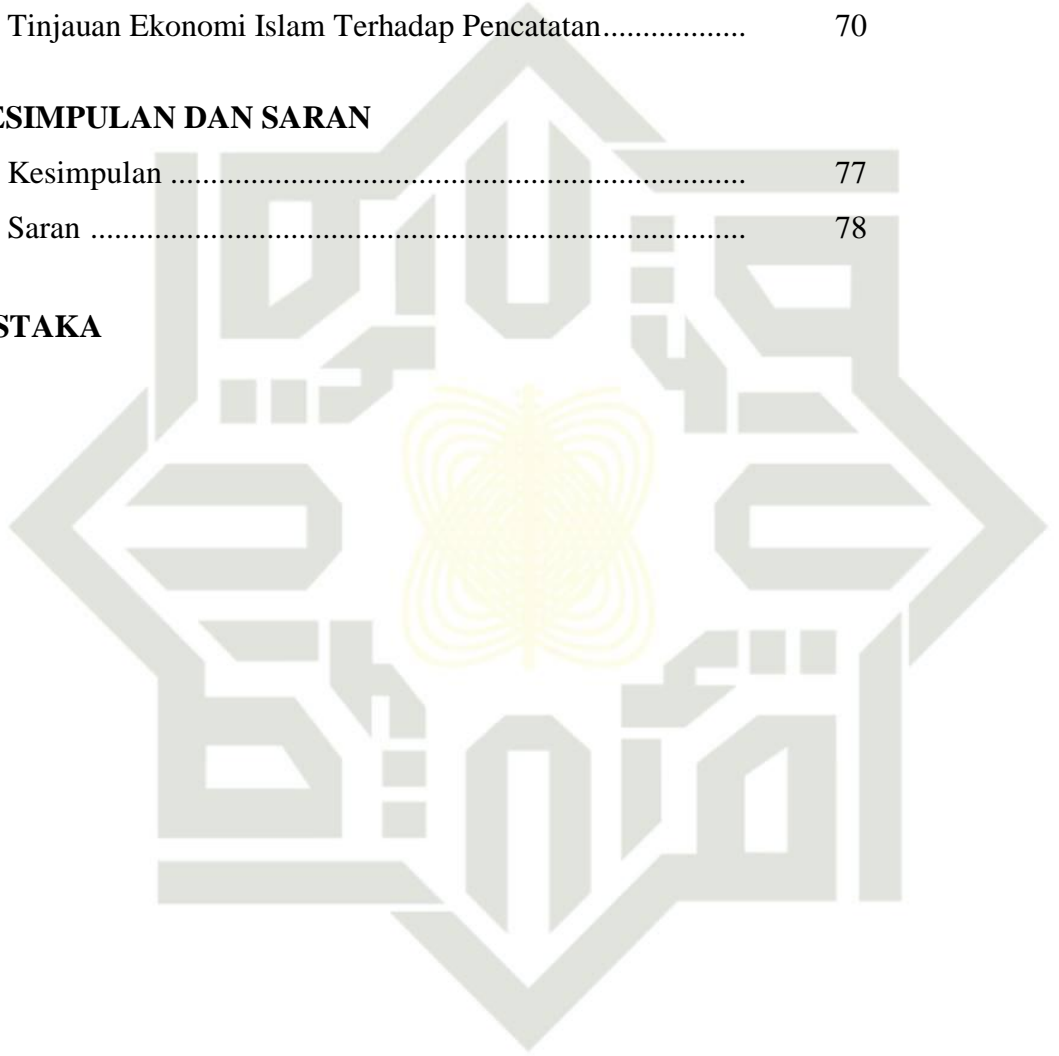 Tinjauan Ekonomi Islam Terhadap Pencatatan.................. 70
ESIMPULAN DAN SARAN
Kesimpulan ........................................................................ 77
Saran .................................................................................. 78
STAKA